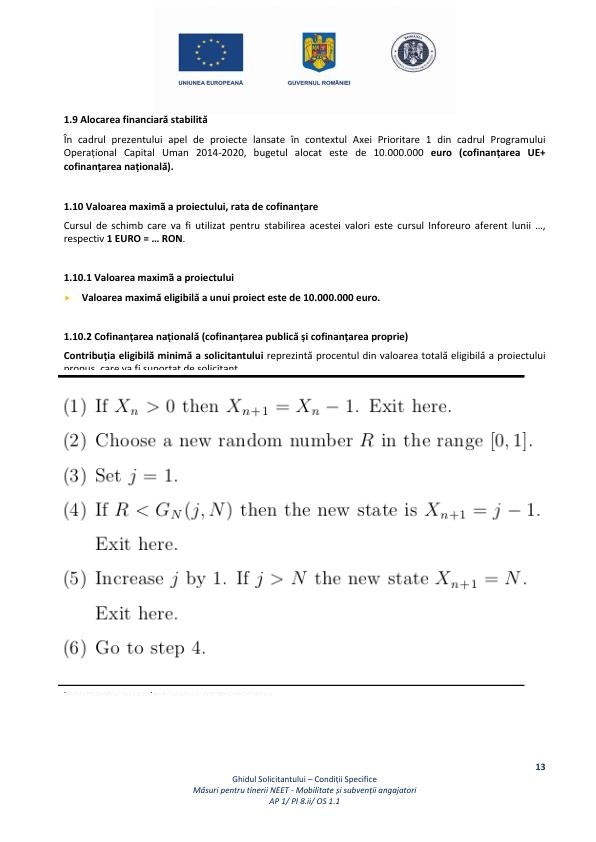 UNIUNEA EUROPEANĂ
GUVERNUL ROMÂNIEI
ROMÂNIA
1.9 Alocarea financiară stabilită
În cadrul prezentului apel de proiecte lansate în contextul Axei Prioritare 1 din cadrul Programului
Operațional Capital Uman 2014-2020, bugetul alocat este de 10.000.000 euro (cofinanțarea UE+
cofinanțarea națională).
1.10 Valoarea maximă a proiectului, rata de cofinanțare
Cursul de schimb care va fi utilizat pentru stabilirea acestei valori este cursul Inforeuro aferent lunii ...,
respectiv 1 EURO = ... RON.
1.10.1 Valoarea maximă a proiectului
➤ Valoarea maximă eligibilă a unui proiect este de 10.000.000 euro.
1.10.2 Cofinanțarea națională (cofinanțarea publică şi cofinanțarea proprie)
Contribuția eligibilă minimă a solicitantului reprezintă procentul din valoarea totală eligibilă a proiectului
propus, care va fi suportat de solicitant
(1) If Xₙ > 0 then Xₙ₊₁ = Xₙ − 1. Exit here.
(2) Choose a new random number R in the range [0, 1].
(3) Set j = 1.
(4) If R < G_N(j, N) then the new state is Xₙ₊₁ = j − 1.
Exit here.
(5) Increase j by 1. If j > N the new state Xₙ₊₁ = N.
Exit here.
(6) Go to step 4.
13
Ghidul Solicitantului – Condiții Specifice
Măsuri pentru tinerii NEET - Mobilitate și subvenții angajatori
AP 1/ PI 8.ii/ OS 1.1